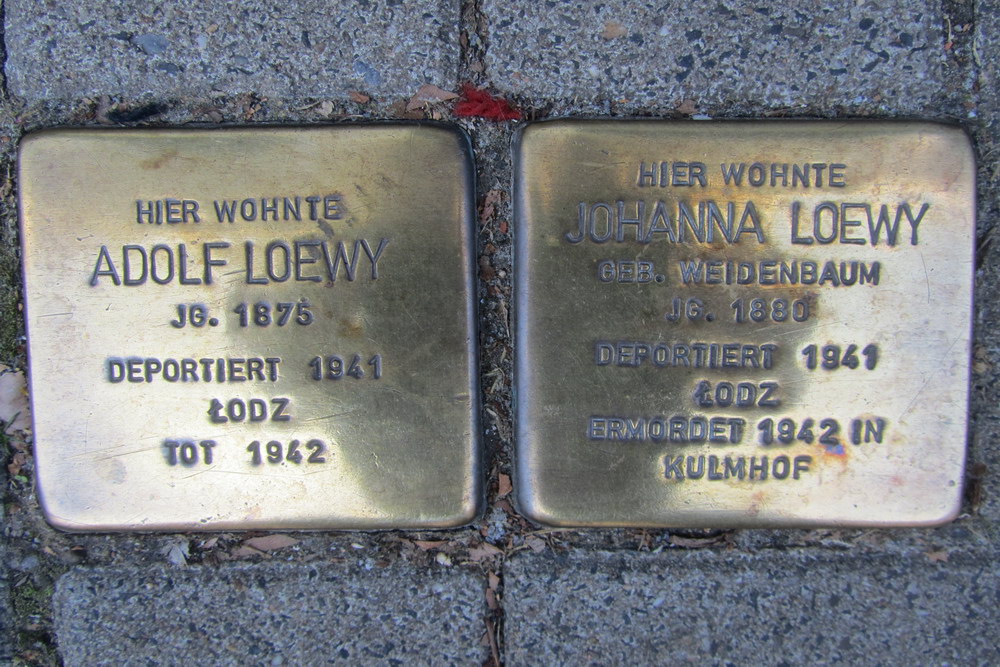 HIER WOHNTE
ADOLF LOEWY
JG. 1875
DEPORTIERT 1941
ŁODZ
TOT 1942
HIER WOHNTE
JOHANNA LOEWY
GEB. WEIDENBAUM
JG. 1880
DEPORTIERT 1941
ŁODZ
ERMORDET 1942 IN
KULMHOF